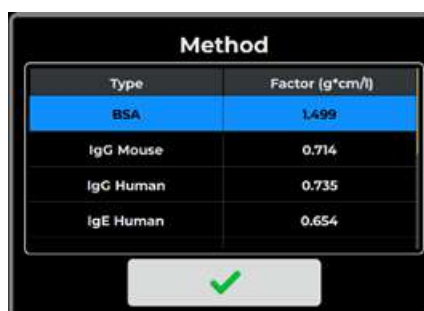 Method
Type Factor (g*cm/l)
BSA 1.499
IgG Mouse 0.714
IgG Human 0.735
IgE Human 0.654